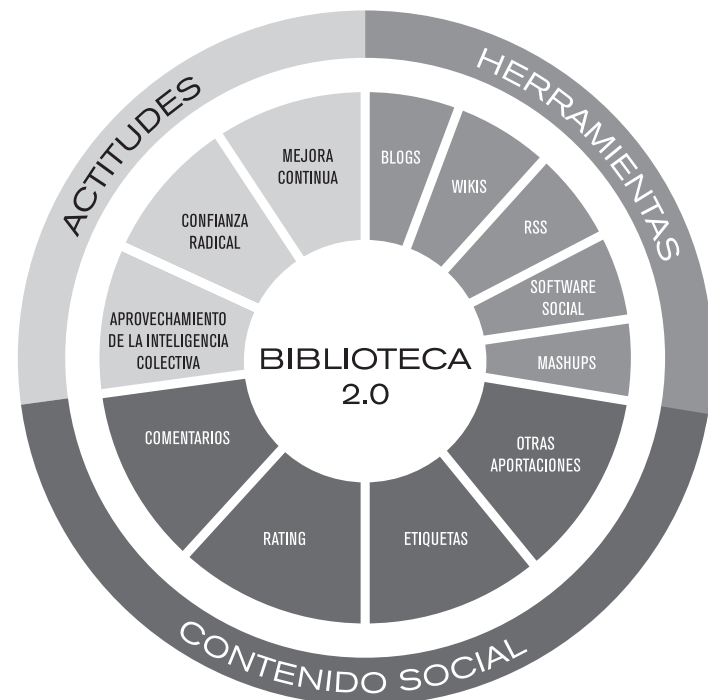 ACTITUDES
HERRAMIENTAS
CONTENIDO SOCIAL
MEJORA
CONTINUA
CONFIANZA
RADICAL
APROVECHAMIENTO
DE LA INTELIGENCIA
COLECTIVA
BLOGS
WIKIS
RSS
SOFTWARE
SOCIAL
MASHUPS
BIBLIOTECA
2.0
COMENTARIOS
RATING
ETIQUETAS
OTRAS
APORTACIONES